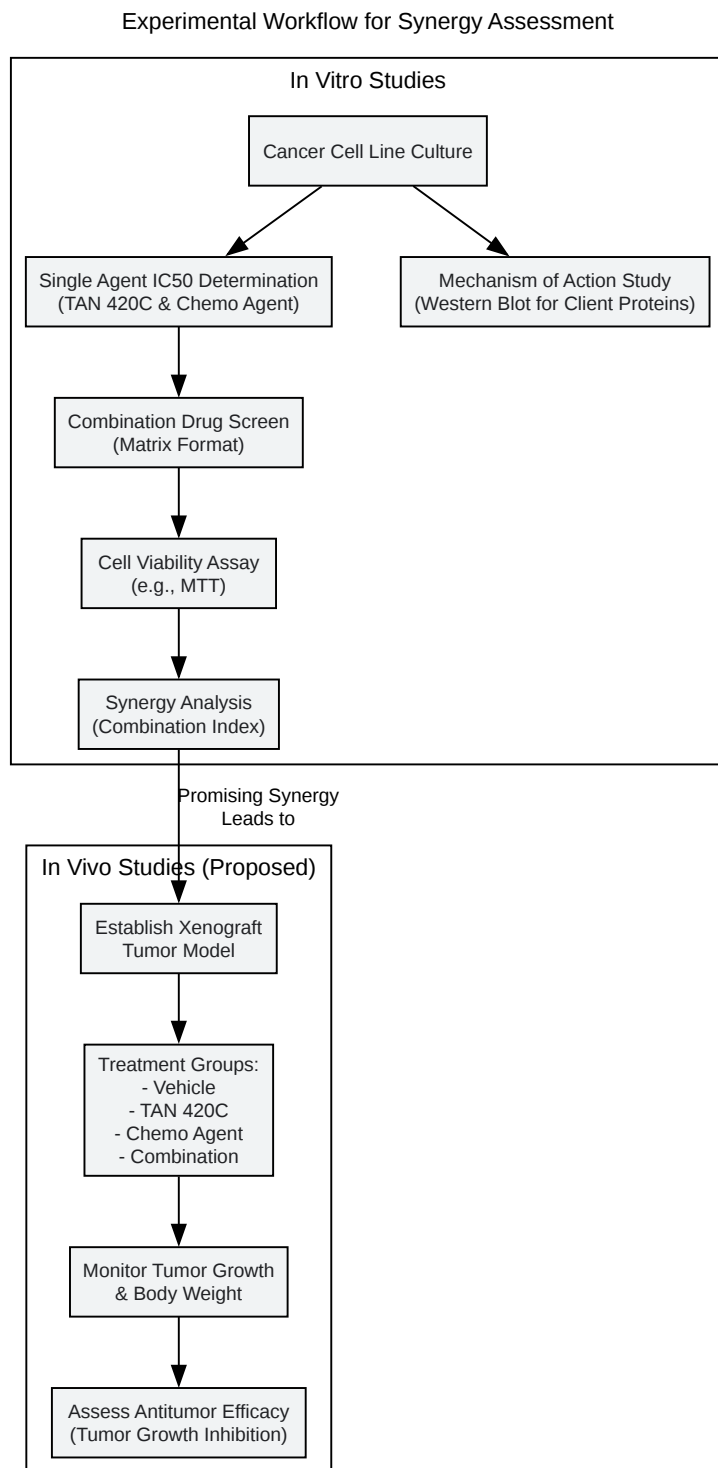 Experimental Workflow for Synergy Assessment
In Vitro Studies
Cancer Cell Line Culture
Single Agent IC50 Determination
(TAN 420C & Chemo Agent)
Mechanism of Action Study
(Western Blot for Client Proteins)
Combination Drug Screen
(Matrix Format)
Cell Viability Assay
(e.g., MTT)
Synergy Analysis
(Combination Index)
Promising Synergy
Leads to
In Vivo Studies (Proposed)
Establish Xenograft
Tumor Model
Treatment Groups:
- Vehicle
- TAN 420C
- Chemo Agent
- Combination
Monitor Tumor Growth
& Body Weight
Assess Antitumor Efficacy
(Tumor Growth Inhibition)